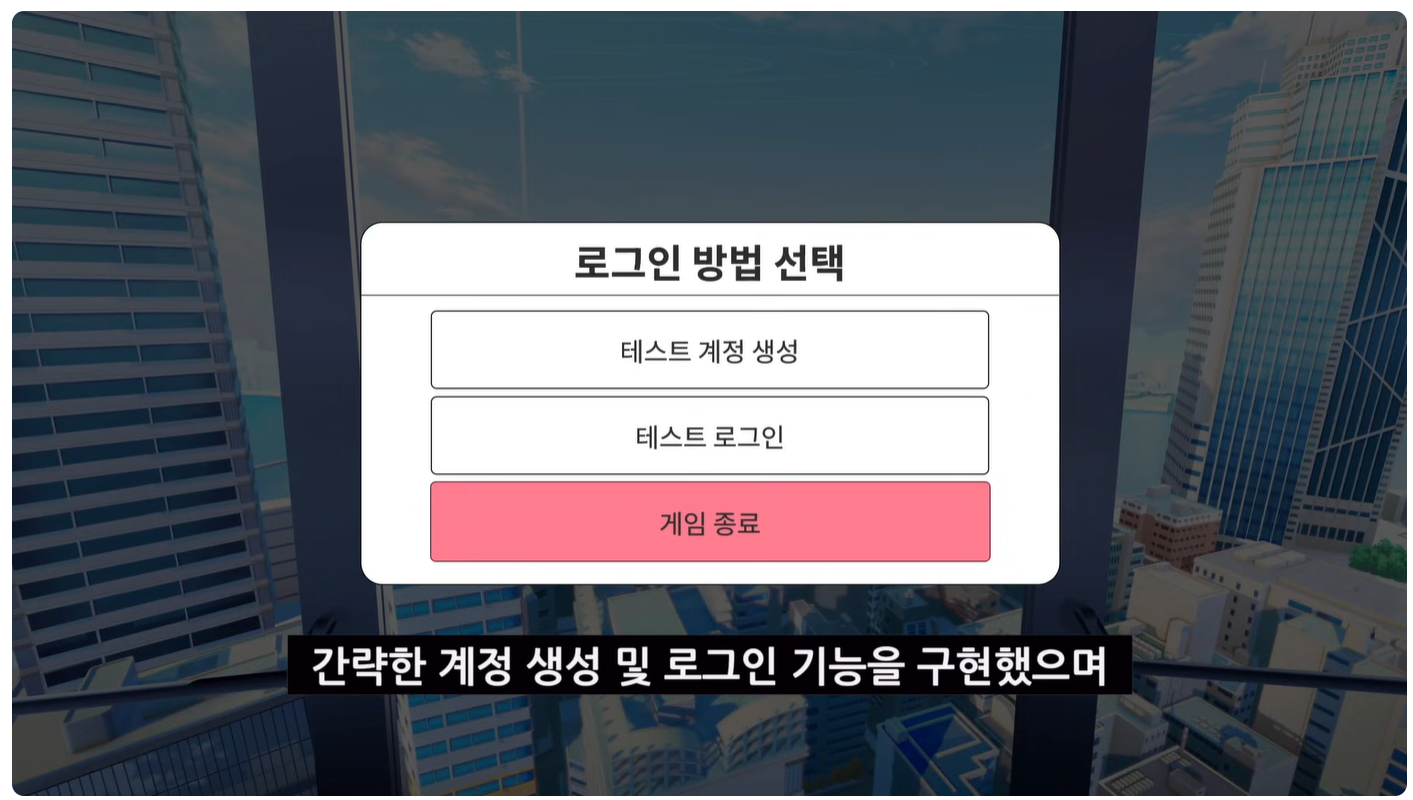 로그인 방법 선택
테스트 계정 생성
테스트 로그인
게임 종료
간략한 계정 생성 및 로그인 기능을 구현했으며